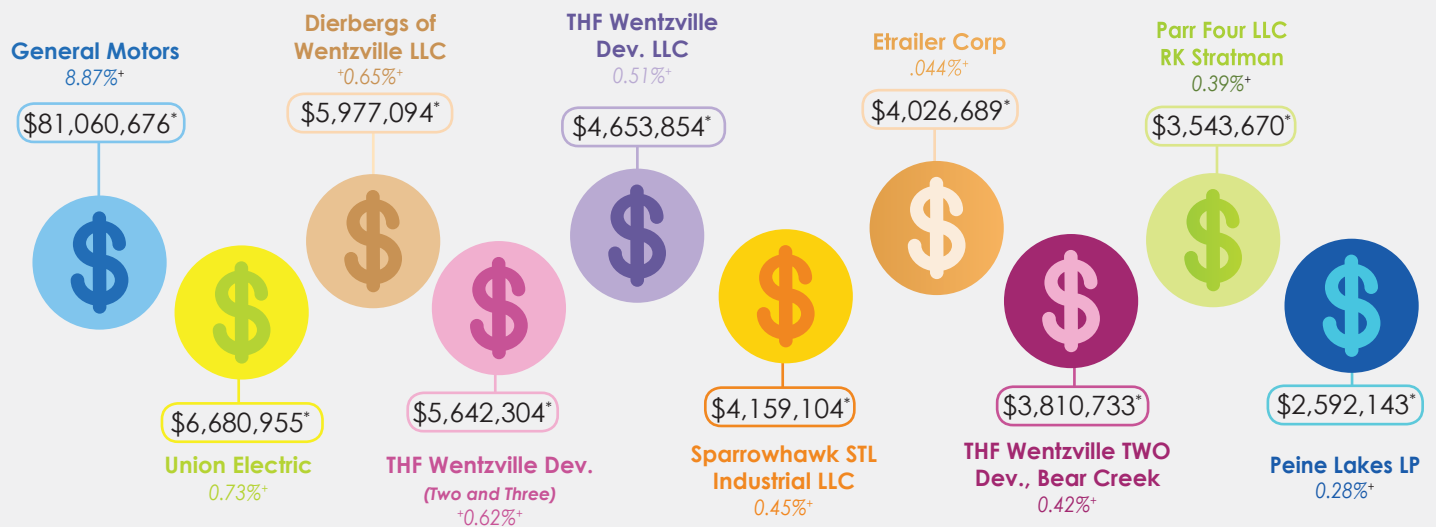 General Motors
8.87%+
$81,060,676*
Union Electric
0.73%+
$6,680,955*
Dierbergs of
Wentzville LLC
+0.65%+
$5,977,094*
THF Wentzville Dev.
(Two and Three)
+0.62%+
$5,642,304*
THF Wentzville
Dev. LLC
0.51%+
$4,653,854*
$4,159,104*
Sparrowhawk STL
Industrial LLC
0.45%+
Etrailer Corp
.044%+
$4,026,689*
$3,810,733*
THF Wentzville TWO
Dev., Bear Creek
0.42%+
Parr Four LLC
RK Stratman
0.39%+
$3,543,670*
$2,592,143*
Peine Lakes LP
0.28%+